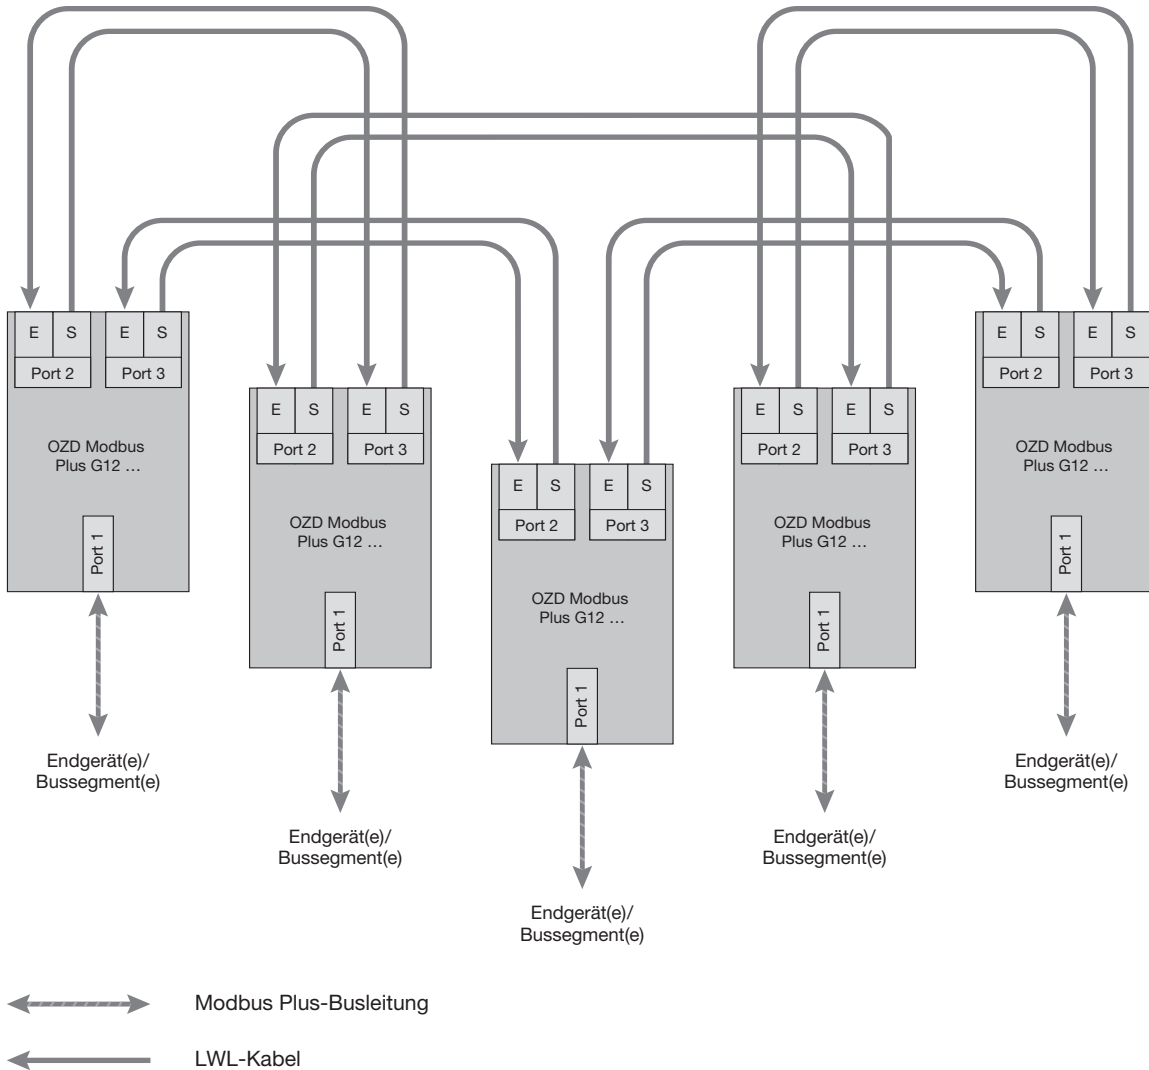 E S E S
Port 2 Port 3
OZD Modbus
Plus G12 ...
Port 1
Endgerät(e)/
Bussegment(e)
E S E S
Port 2 Port 3
OZD Modbus
Plus G12 ...
Port 1
Endgerät(e)/
Bussegment(e)
E S E S
Port 2 Port 3
OZD Modbus
Plus G12 ...
Port 1
Endgerät(e)/
Bussegment(e)
E S E S
Port 2 Port 3
OZD Modbus
Plus G12 ...
Port 1
Endgerät(e)/
Bussegment(e)
E S E S
Port 2 Port 3
OZD Modbus
Plus G12 ...
Port 1
Endgerät(e)/
Bussegment(e)
Modbus Plus-Busleitung
LWL-Kabel